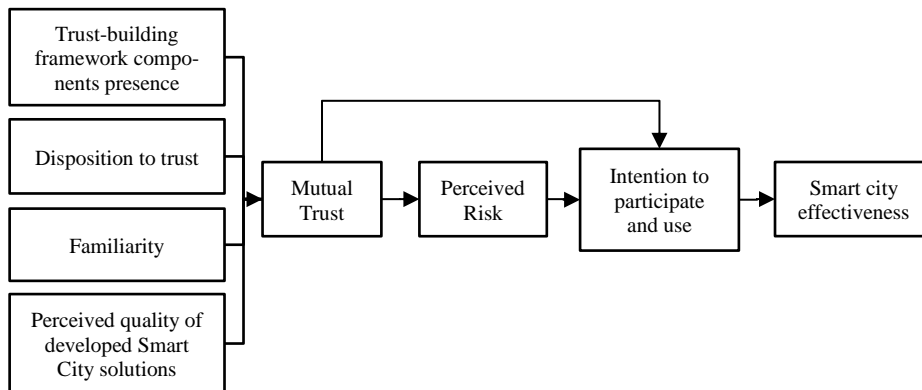 Trust-building
framework compo-
nents presence
Disposition to trust
Familiarity
Perceived quality of
developed Smart
City solutions
Mutual
Trust
Perceived
Risk
Intention to
participate
and use
Smart city
effectiveness